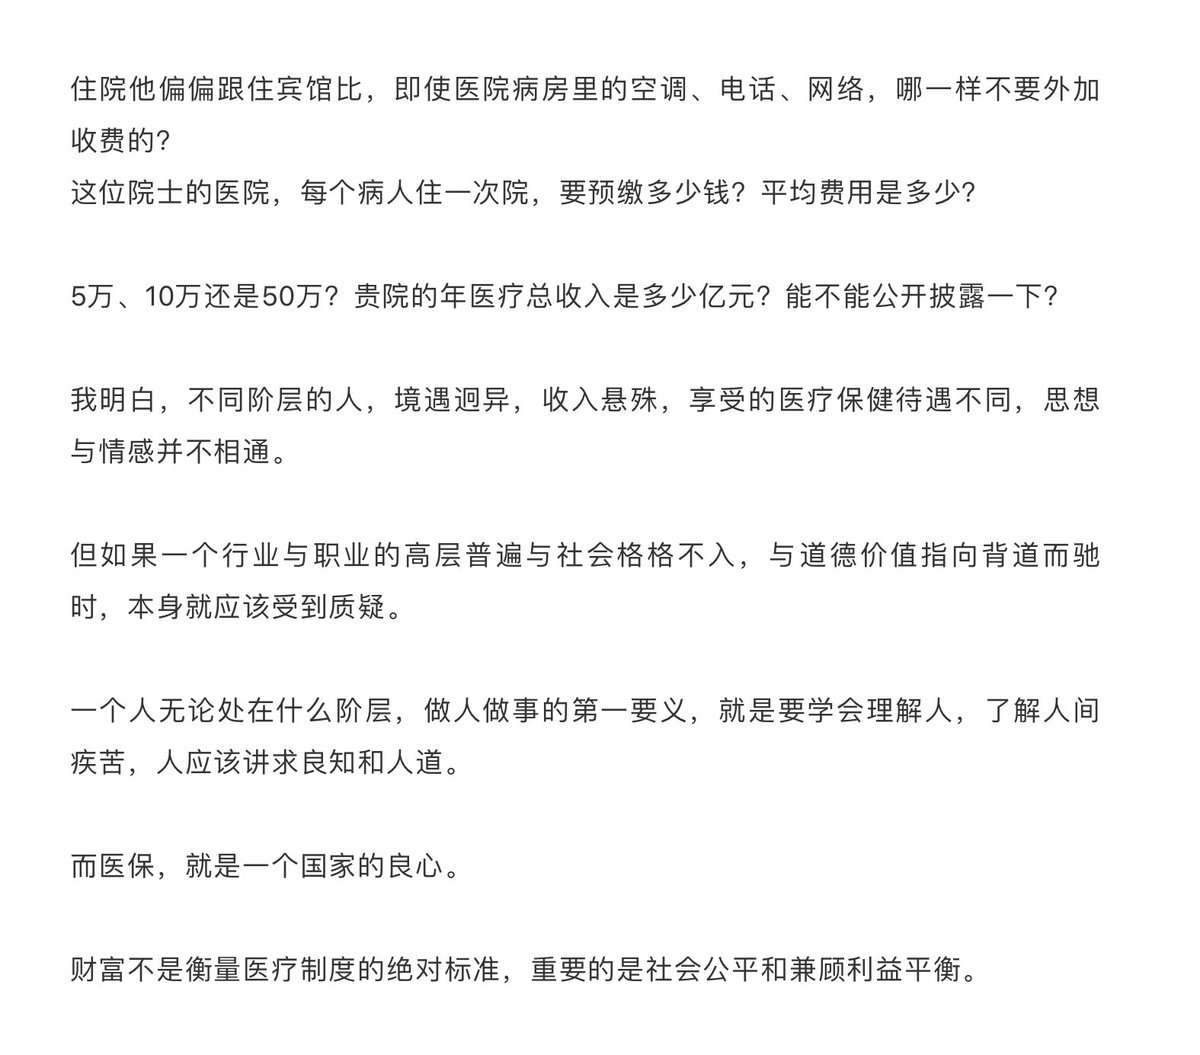 住院他偏偏跟住宾馆比，即使医院病房里的空调、电话、网络，哪一样不要外加
收费的？
这位院士的医院，每个病人住一次院，要预缴多少钱？平均费用是多少？
5万、10万还是50万？贵院的年医疗总收入是多少亿元？能不能公开披露一下？
我明白，不同阶层的人，境遇迥异，收入悬殊，享受的医疗保健待遇不同，思想
与情感并不相通。
但如果一个行业与职业的高层普遍与社会格格不入，与道德价值指向背道而驰
时，本身就应该受到质疑。
一个人无论处在什么阶层，做人做事的第一要义，就是要学会理解人，了解人间
疾苦，人应该讲求良知和人道。
而医保，就是一个国家的良心。
财富不是衡量医疗制度的绝对标准，重要的是社会公平和兼顾利益平衡。